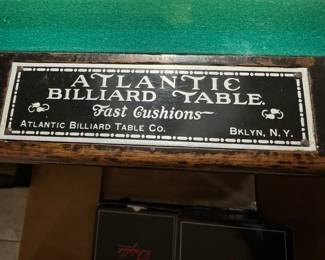 ATLANTIC
BILLIARD TABLE.
Fast Cushions
ATLANTIC BILLIARD TABLE CO. BKLYN, N.Y.